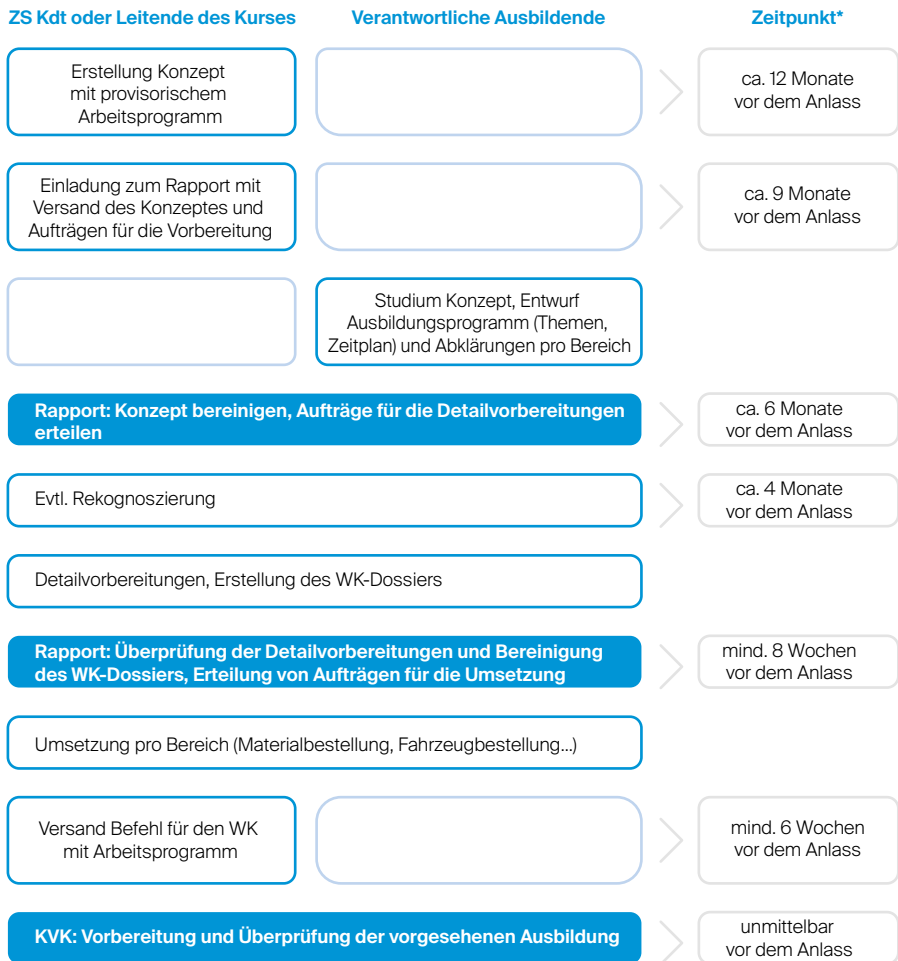 ZS Kdt oder Leitende des Kurses
Verantwortliche Ausbildende
Zeitpunkt*
Erstellung Konzept
mit provisorischem
Arbeitsprogramm
ca. 12 Monate
vor dem Anlass
Einladung zum Rapport mit
Versand des Konzeptes und
Aufträgen für die Vorbereitung
ca. 9 Monate
vor dem Anlass
Studium Konzept, Entwurf
Ausbildungsprogramm (Themen,
Zeitplan) und Abklärungen pro Bereich
Rapport: Konzept bereinigen, Aufträge für die Detailvorbereitungen
erteilen
ca. 6 Monate
vor dem Anlass
Evtl. Rekognoszierung
ca. 4 Monate
vor dem Anlass
Detailvorbereitungen, Erstellung des WK-Dossiers
Rapport: Überprüfung der Detailvorbereitungen und Bereinigung
des WK-Dossiers, Erteilung von Aufträgen für die Umsetzung
mind. 8 Wochen
vor dem Anlass
Umsetzung pro Bereich (Materialbestellung, Fahrzeugbestellung...)
Versand Befehl für den WK
mit Arbeitsprogramm
mind. 6 Wochen
vor dem Anlass
KVK: Vorbereitung und Überprüfung der vorgesehenen Ausbildung
unmittelbar
vor dem Anlass